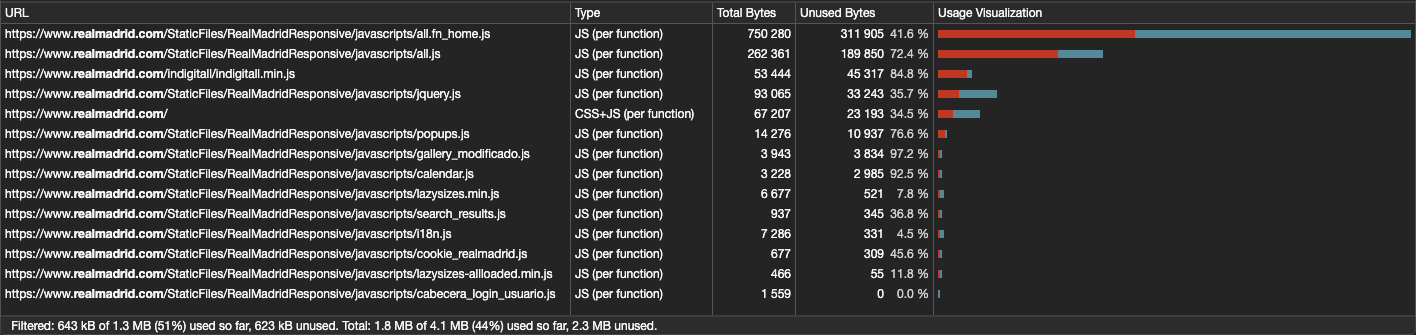 URL Type Total Bytes Unused Bytes Usage Visualization
https://www.realmadrid.com/StaticFiles/RealMadridResponsive/javascripts/all.fn_home.js JS (per function) 750 280 311 905 41.6 %
https://www.realmadrid.com/StaticFiles/RealMadridResponsive/javascripts/all.js JS (per function) 262 361 189 850 72.4 %
https://www.realmadrid.com/indigitall/indigitall.min.js JS (per function) 53 444 45 317 84.8 %
https://www.realmadrid.com/StaticFiles/RealMadridResponsive/javascripts/jquery.js JS (per function) 93 065 33 243 35.7 %
https://www.realmadrid.com/ CSS+JS (per function) 67 207 23 193 34.5 %
https://www.realmadrid.com/StaticFiles/RealMadridResponsive/javascripts/popups.js JS (per function) 14 276 10 937 76.6 %
https://www.realmadrid.com/StaticFiles/RealMadridResponsive/javascripts/gallery_modificado.js JS (per function) 3 943 3 834 97.2 %
https://www.realmadrid.com/StaticFiles/RealMadridResponsive/javascripts/calendar.js JS (per function) 3 228 2 985 92.5 %
https://www.realmadrid.com/StaticFiles/RealMadridResponsive/javascripts/lazysizes.min.js JS (per function) 6 677 521 7.8 %
https://www.realmadrid.com/StaticFiles/RealMadridResponsive/javascripts/search_results.js JS (per function) 937 345 36.8 %
https://www.realmadrid.com/StaticFiles/RealMadridResponsive/javascripts/i18n.js JS (per function) 7 286 331 4.5 %
https://www.realmadrid.com/StaticFiles/RealMadridResponsive/javascripts/cookie_realmadrid.js JS (per function) 677 309 45.6 %
https://www.realmadrid.com/StaticFiles/RealMadridResponsive/javascripts/lazysizes-allloaded.min.js JS (per function) 466 55 11.8 %
https://www.realmadrid.com/StaticFiles/RealMadridResponsive/javascripts/cabecera_login_usuario.js JS (per function) 1 559 0 0.0 %
Filtered: 643 kB of 1.3 MB (51%) used so far, 623 kB unused. Total: 1.8 MB of 4.1 MB (44%) used so far, 2.3 MB unused.